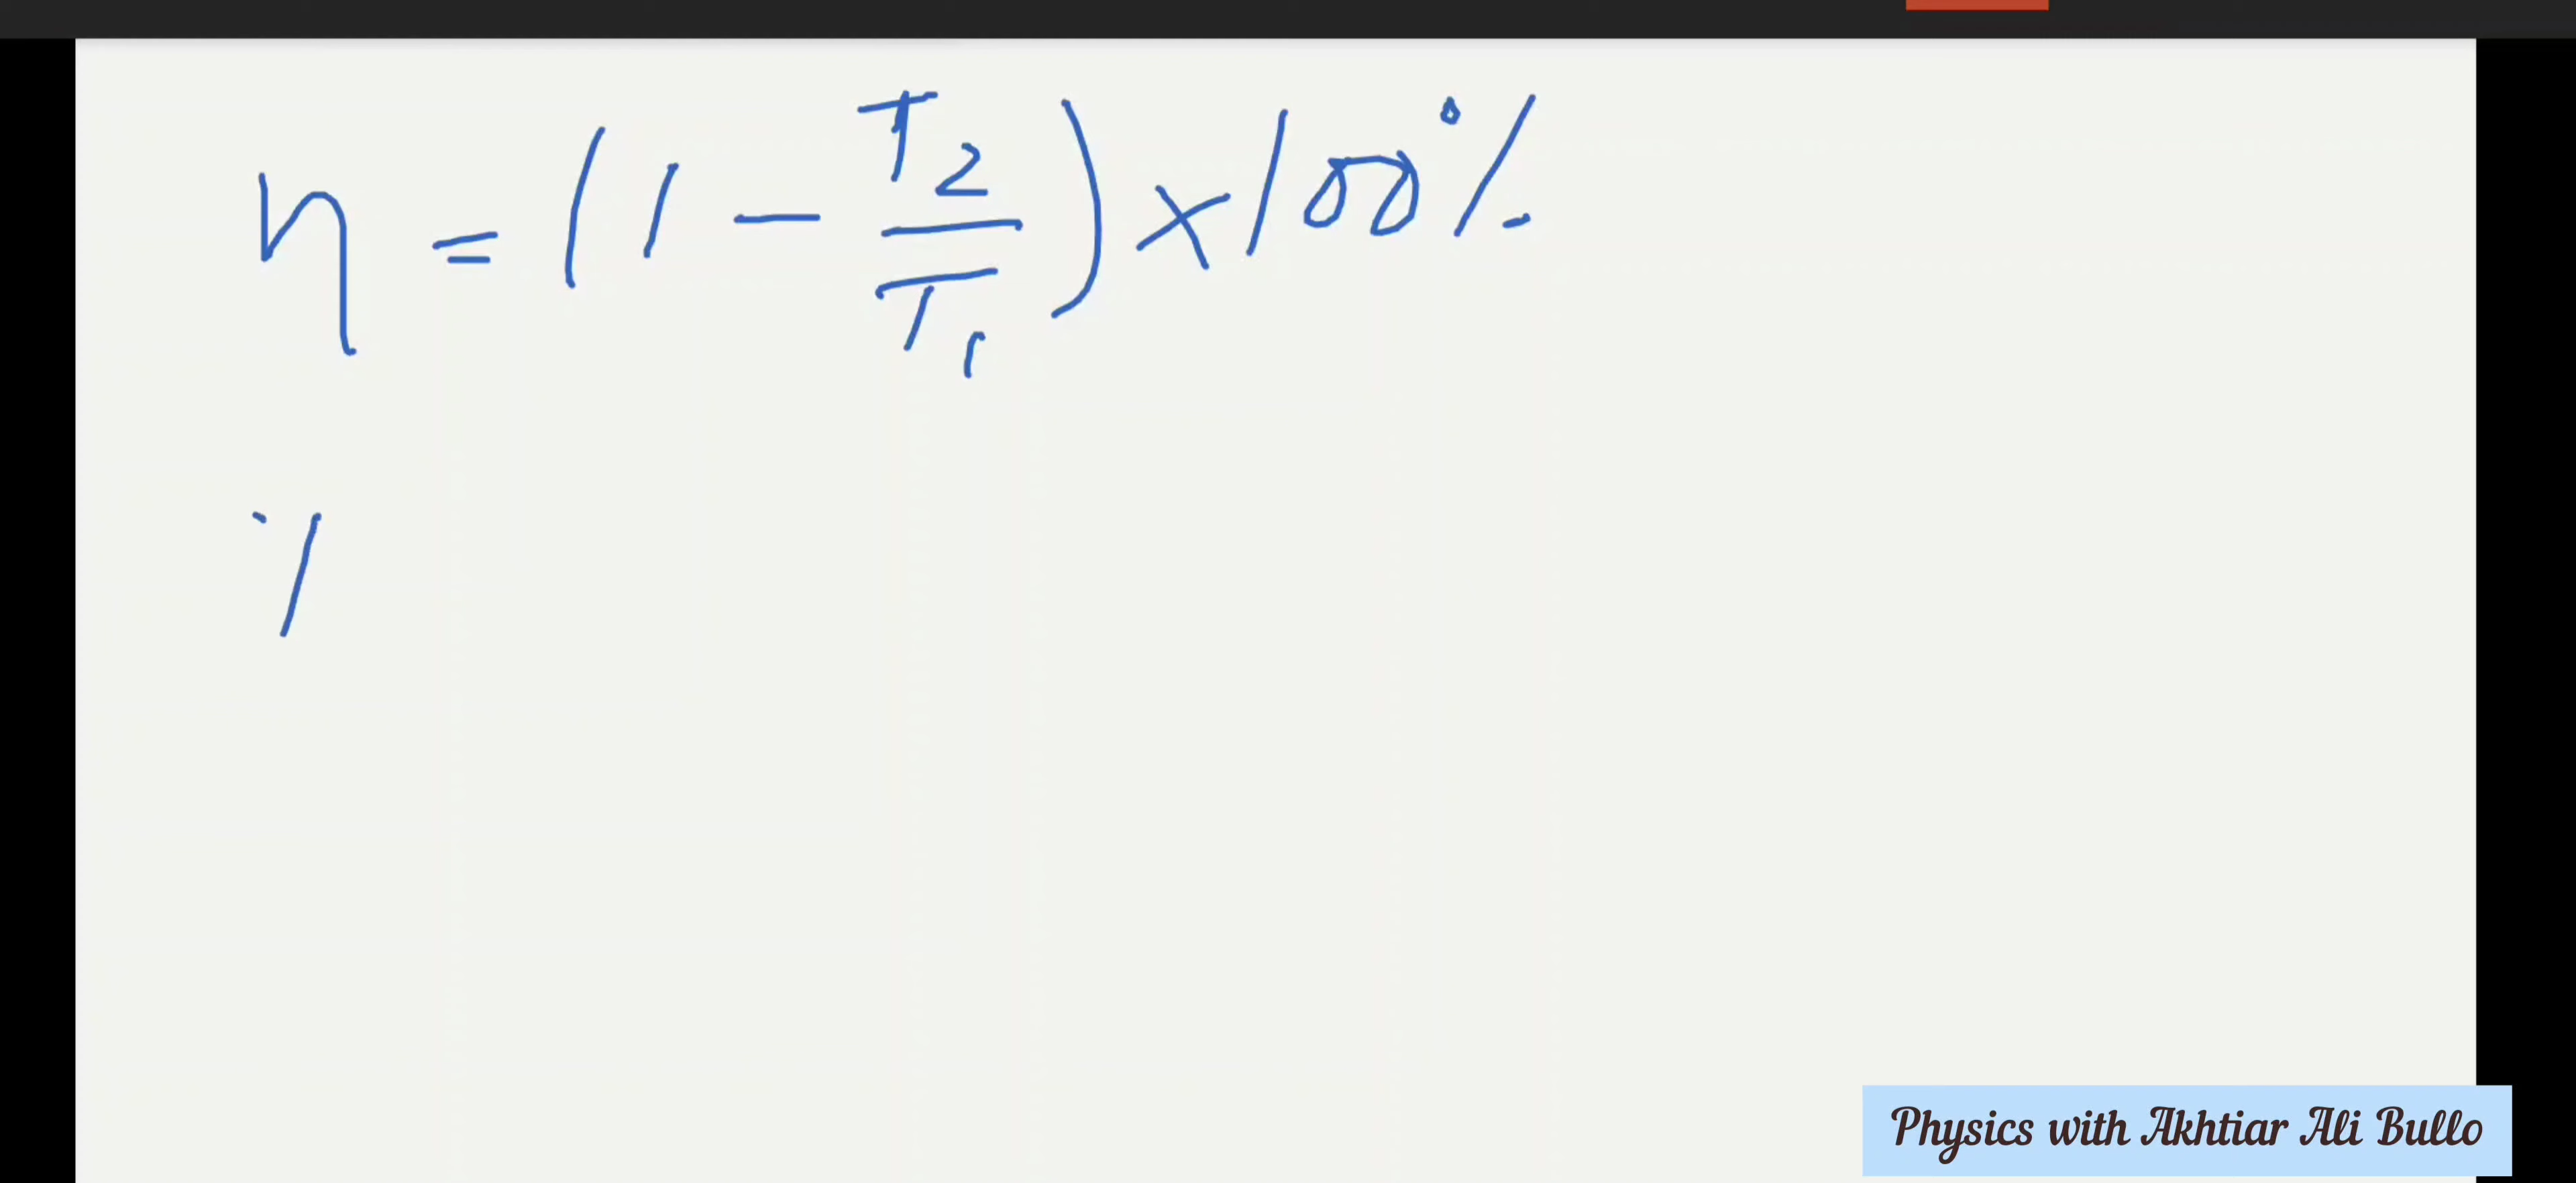 η = (1 - T₂/T₁) × 100%
Physics with Akhtiar Ali Bullo